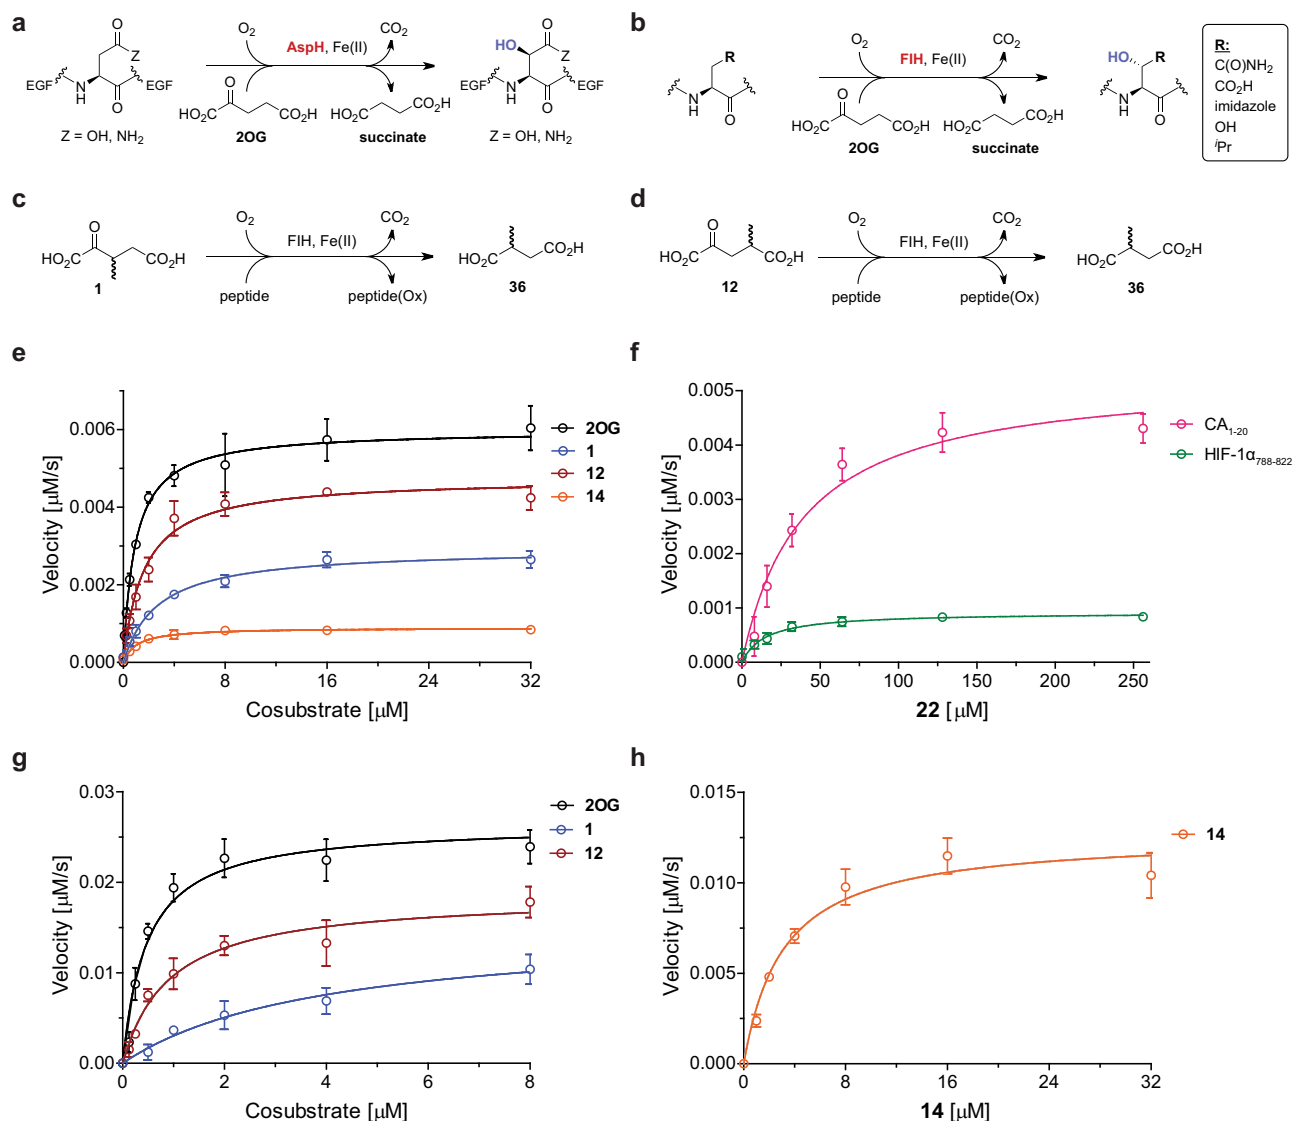 a
O
Z
EGF
N
H
O
EGF
Z = OH, NH₂
O₂
CO₂
AspH, Fe(II)
O
HO₂C
CO₂H
2OG
HO₂C
CO₂H
succinate
HO
O
Z
EGF
N
H
O
EGF
Z = OH, NH₂
b
R
N
H
O
O₂
CO₂
FIH, Fe(II)
O
HO₂C
CO₂H
2OG
HO₂C
CO₂H
succinate
HO
R
N
H
O
R:
C(O)NH₂
CO₂H
imidazole
OH
ⁱPr
c
O
HO₂C
CO₂H
1
O₂
CO₂
FIH, Fe(II)
peptide
peptide(Ox)
HO₂C
CO₂H
36
d
O
HO₂C
CO₂H
12
O₂
CO₂
FIH, Fe(II)
peptide
peptide(Ox)
HO₂C
CO₂H
36
e
Velocity [µM/s]
0.006
0.004
0.002
0.000
0 8 16 24 32
Cosubstrate [µM]
2OG
1
12
14
f
Velocity [µM/s]
0.005
0.004
0.003
0.002
0.001
0.000
0 50 100 150 200 250
22 [µM]
CA₁₋₂₀
HIF-1α₇₈₈₋₈₂₂
g
Velocity [µM/s]
0.03
0.02
0.01
0.00
0 2 4 6 8
Cosubstrate [µM]
2OG
1
12
h
Velocity [µM/s]
0.015
0.010
0.005
0.000
0 8 16 24 32
14 [µM]
14